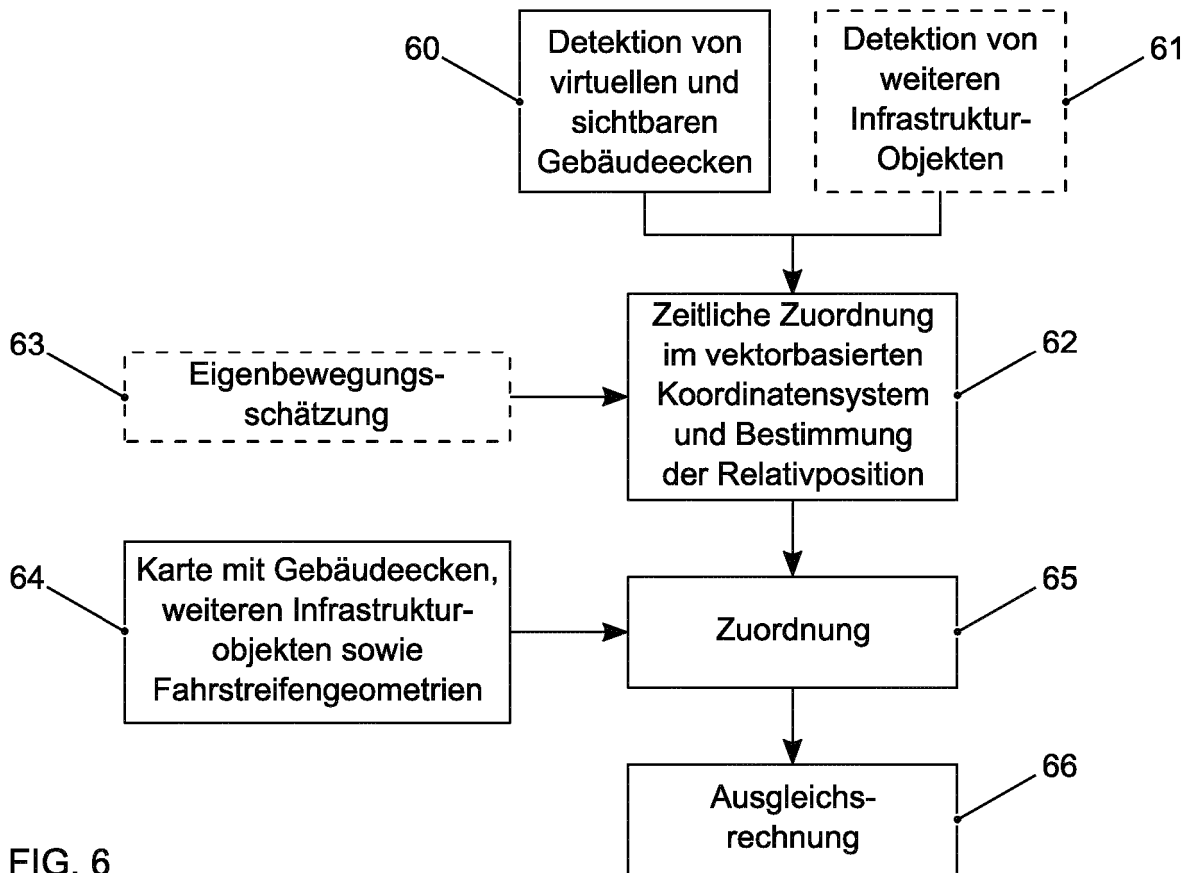 60
Detektion von
virtuellen und
sichtbaren
Gebäudeecken
Detektion von
weiteren
Infrastruktur-
Objekten
61
63
Eigenbewegungs-
schätzung
Zeitliche Zuordnung
im vektorbasierten
Koordinatensystem
und Bestimmung
der Relativposition
62
64
Karte mit Gebäudeecken,
weiteren Infrastruktur-
objekten sowie
Fahrstreifengeometrien
Zuordnung
65
Ausgleichs-
rechnung
66
FIG. 6